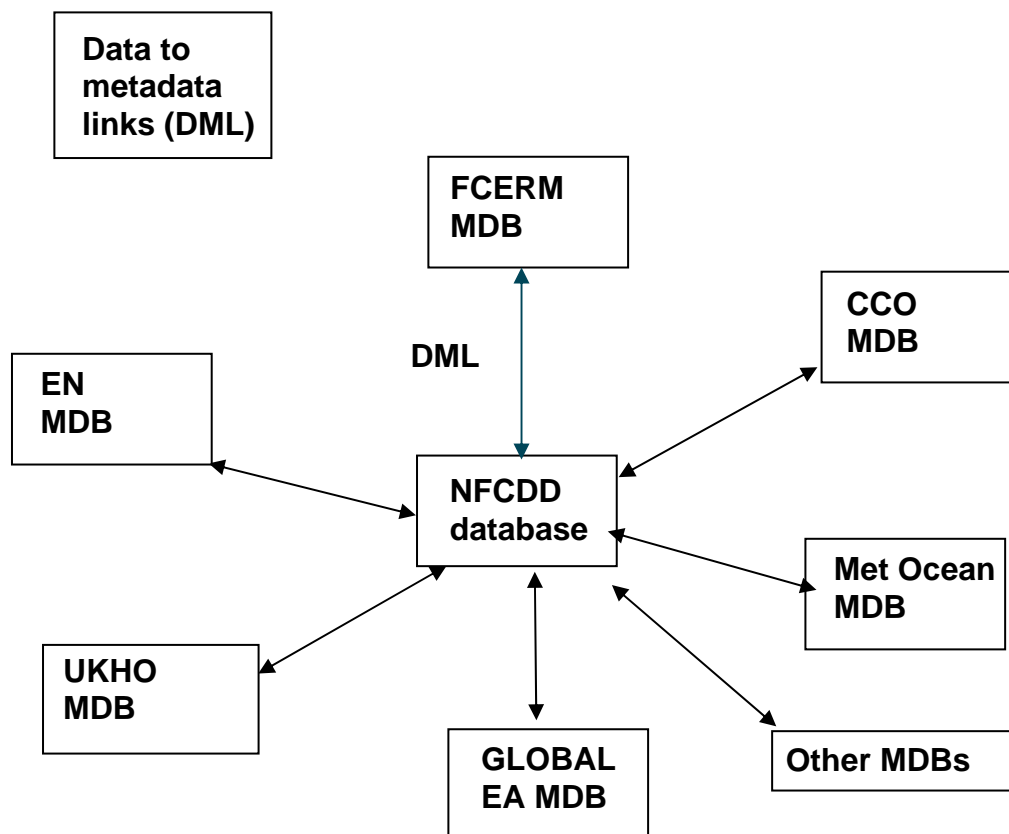 Data to
metadata
links (DML)
FCERM
MDB
CCO
MDB
DML
EN
MDB
NFCDD
database
Met Ocean
MDB
UKHO
MDB
GLOBAL
EA MDB
Other MDBs